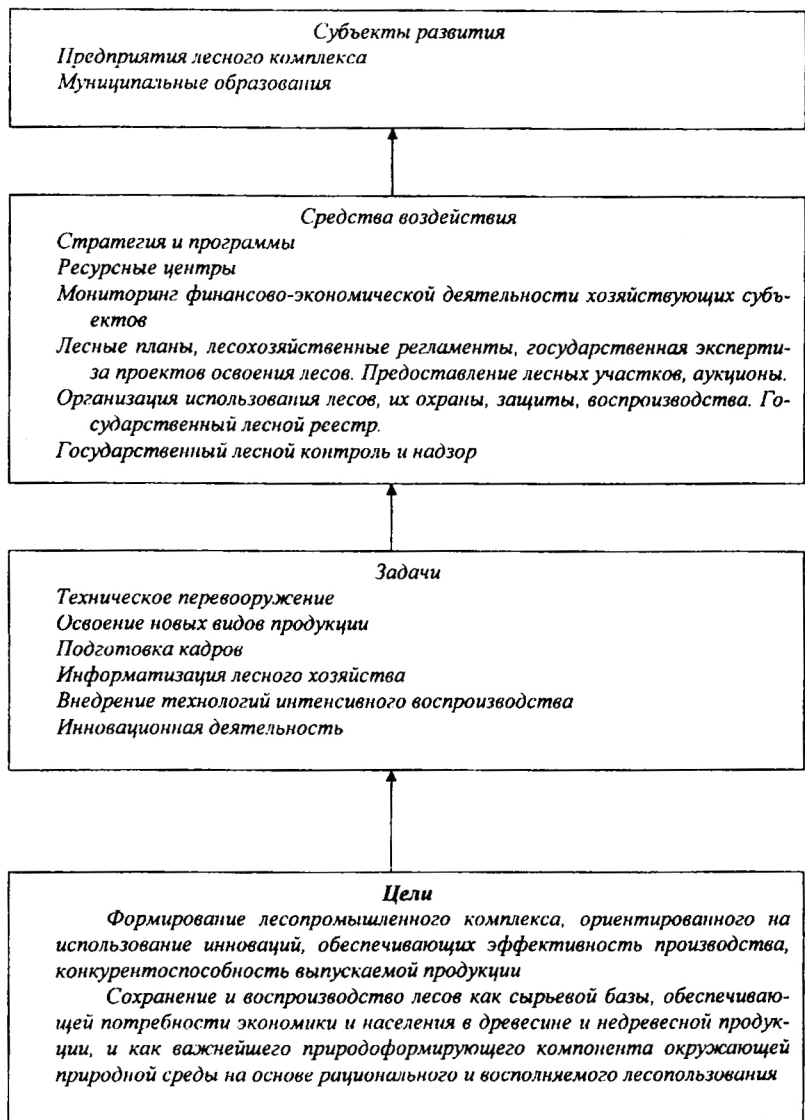 Субъекты развития
Предприятия лесного комплекса
Муниципальные образования
Средства воздействия
Стратегия и программы
Ресурсные центры
Мониторинг финансово-экономической деятельности хозяйствующих субъ-
ектов
Лесные планы, лесохозяйственные регламенты, государственная эксперти-
за проектов освоения лесов. Предоставление лесных участков, аукционы.
Организация использования лесов, их охраны, защиты, воспроизводства. Го-
сударственный лесной реестр.
Государственный лесной контроль и надзор
Задачи
Техническое перевооружение
Освоение новых видов продукции
Подготовка кадров
Информатизация лесного хозяйства
Внедрение технологий интенсивного воспроизводства
Инновационная деятельность
Цели
Формирование лесопромышленного комплекса, ориентированного на
использование инноваций, обеспечивающих эффективность производства,
конкурентоспособность выпускаемой продукции
Сохранение и воспроизводство лесов как сырьевой базы, обеспечиваю-
щей потребности экономики и населения в древесине и недревесной продук-
ции, и как важнейшего природоформирующего компонента окружающей
природной среды на основе рационального и восполняемого лесопользования